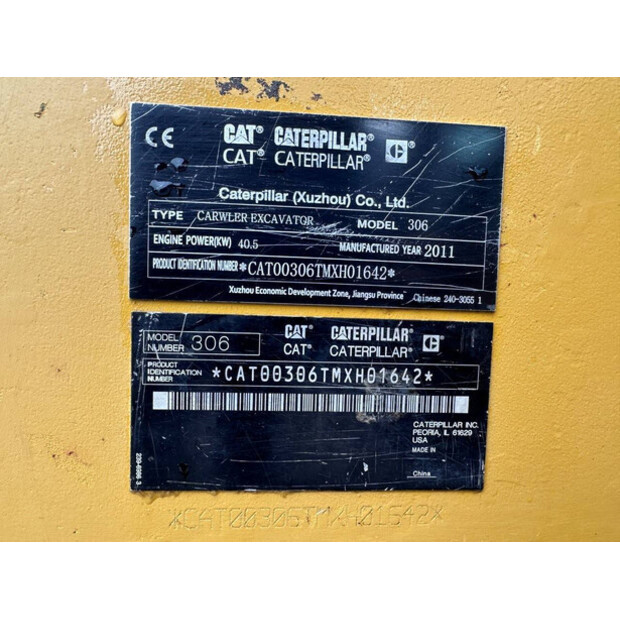 CE CAT® CATERPILLAR® C®
CAT® CATERPILLAR®
Caterpillar (Xuzhou) Co., Ltd.
TYPE CARWLER EXCAVATOR MODEL 306
ENGINE POWER(KW) 40.5 MANUFACTURED YEAR 2011
PRODUCT IDENTIFICATION NUMBER *CAT00306TMXH01642*
Xuzhou Economic Development Zone, Jiangsu Province Chinese 240-3055 1
CAT® CATERPILLAR® C®
CAT® CATERPILLAR®
MODEL
NUMBER 306
PRODUCT
IDENTIFICATION
NUMBER *CAT00306TMXH01642*
CATERPILLAR INC.
PEORIA, IL 61629
USA
MADE IN
China
*CAT00306TMXH01642*